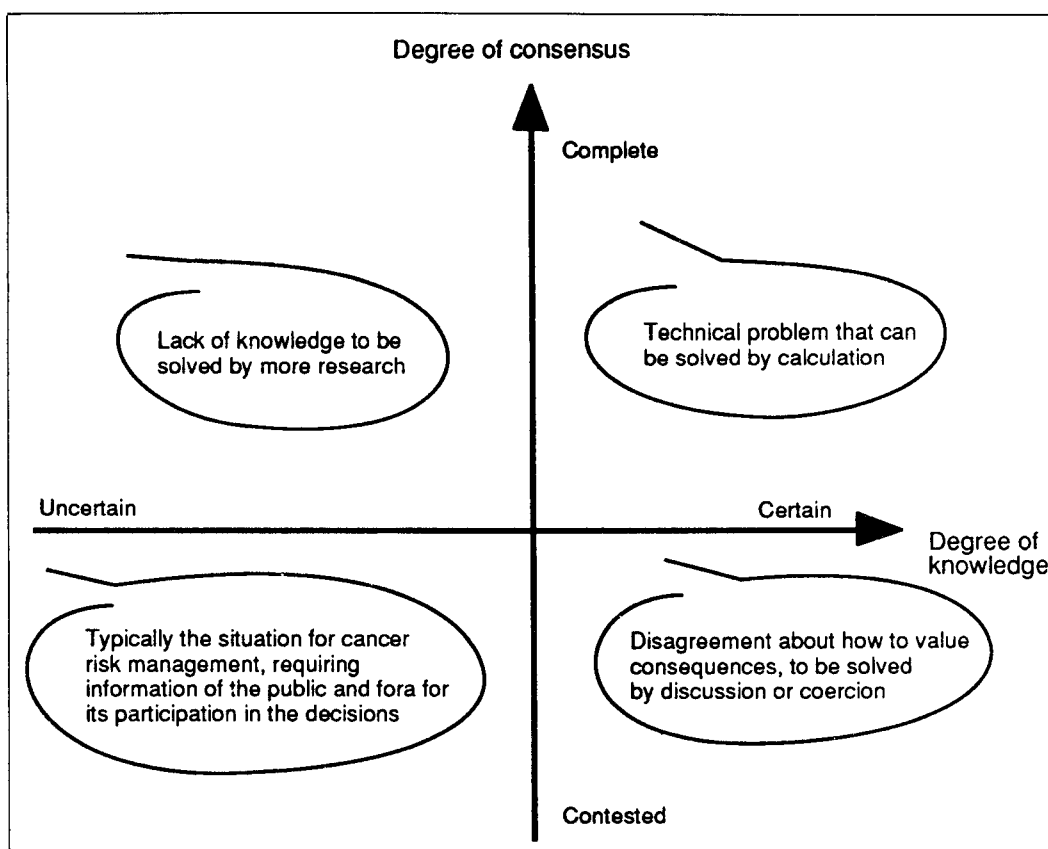 Degree of consensus
Complete
Lack of knowledge to be
solved by more research
Technical problem that can
be solved by calculation
Uncertain
Certain
Degree of
knowledge
Typically the situation for cancer
risk management, requiring
information of the public and fora for
its participation in the decisions
Disagreement about how to value
consequences, to be solved
by discussion or coercion
Contested